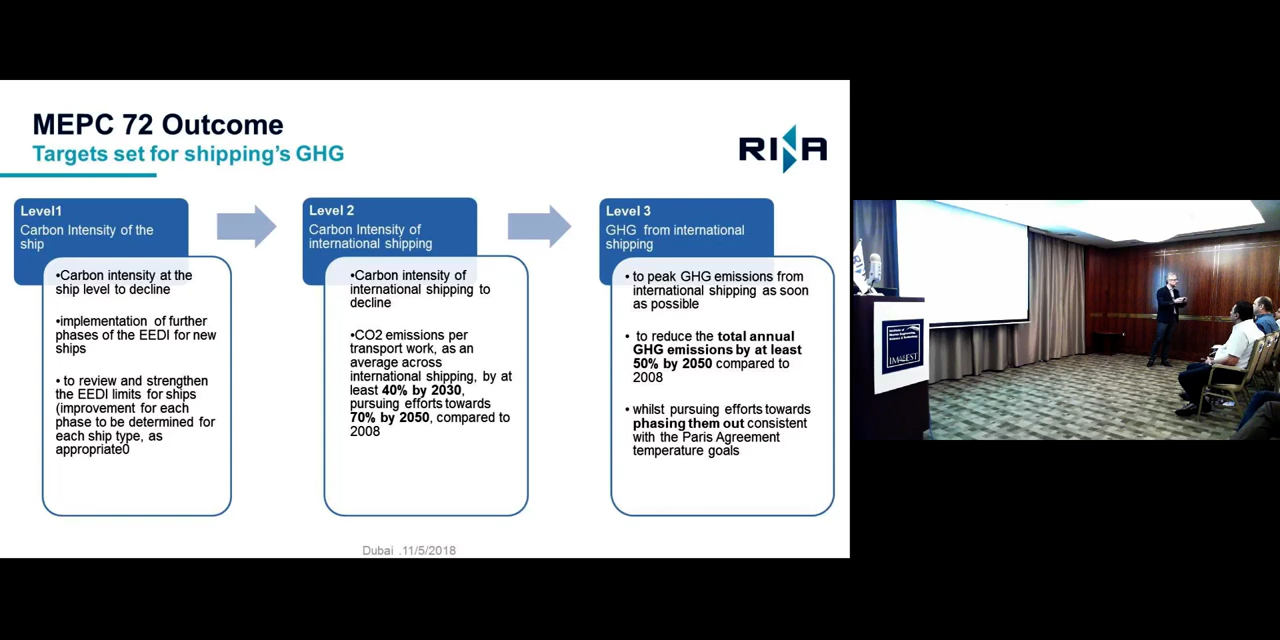 MEPC 72 Outcome
Targets set for shipping's GHG
RINA
Level1
Carbon Intensity of the
ship
•Carbon intensity at the
ship level to decline
•implementation of further
phases of the EEDI for new
ships
•to review and strengthen
the EEDI limits for ships
(improvement for each
phase to be determined for
each ship type, as
appropriate0
Level 2
Carbon Intensity of
international shipping
•Carbon intensity of
international shipping to
decline
•CO2 emissions per
transport work, as an
average across
international shipping, by at
least 40% by 2030,
pursuing efforts towards
70% by 2050, compared to
2008
Level 3
GHG from international
shipping
• to peak GHG emissions from
international shipping as soon
as possible
• to reduce the total annual
GHG emissions by at least
50% by 2050 compared to
2008
• whilst pursuing efforts towards
phasing them out consistent
with the Paris Agreement
temperature goals
Dubai .11/5/2018
Institute of
Marine Engineering,
Science & Technology
IMarEST